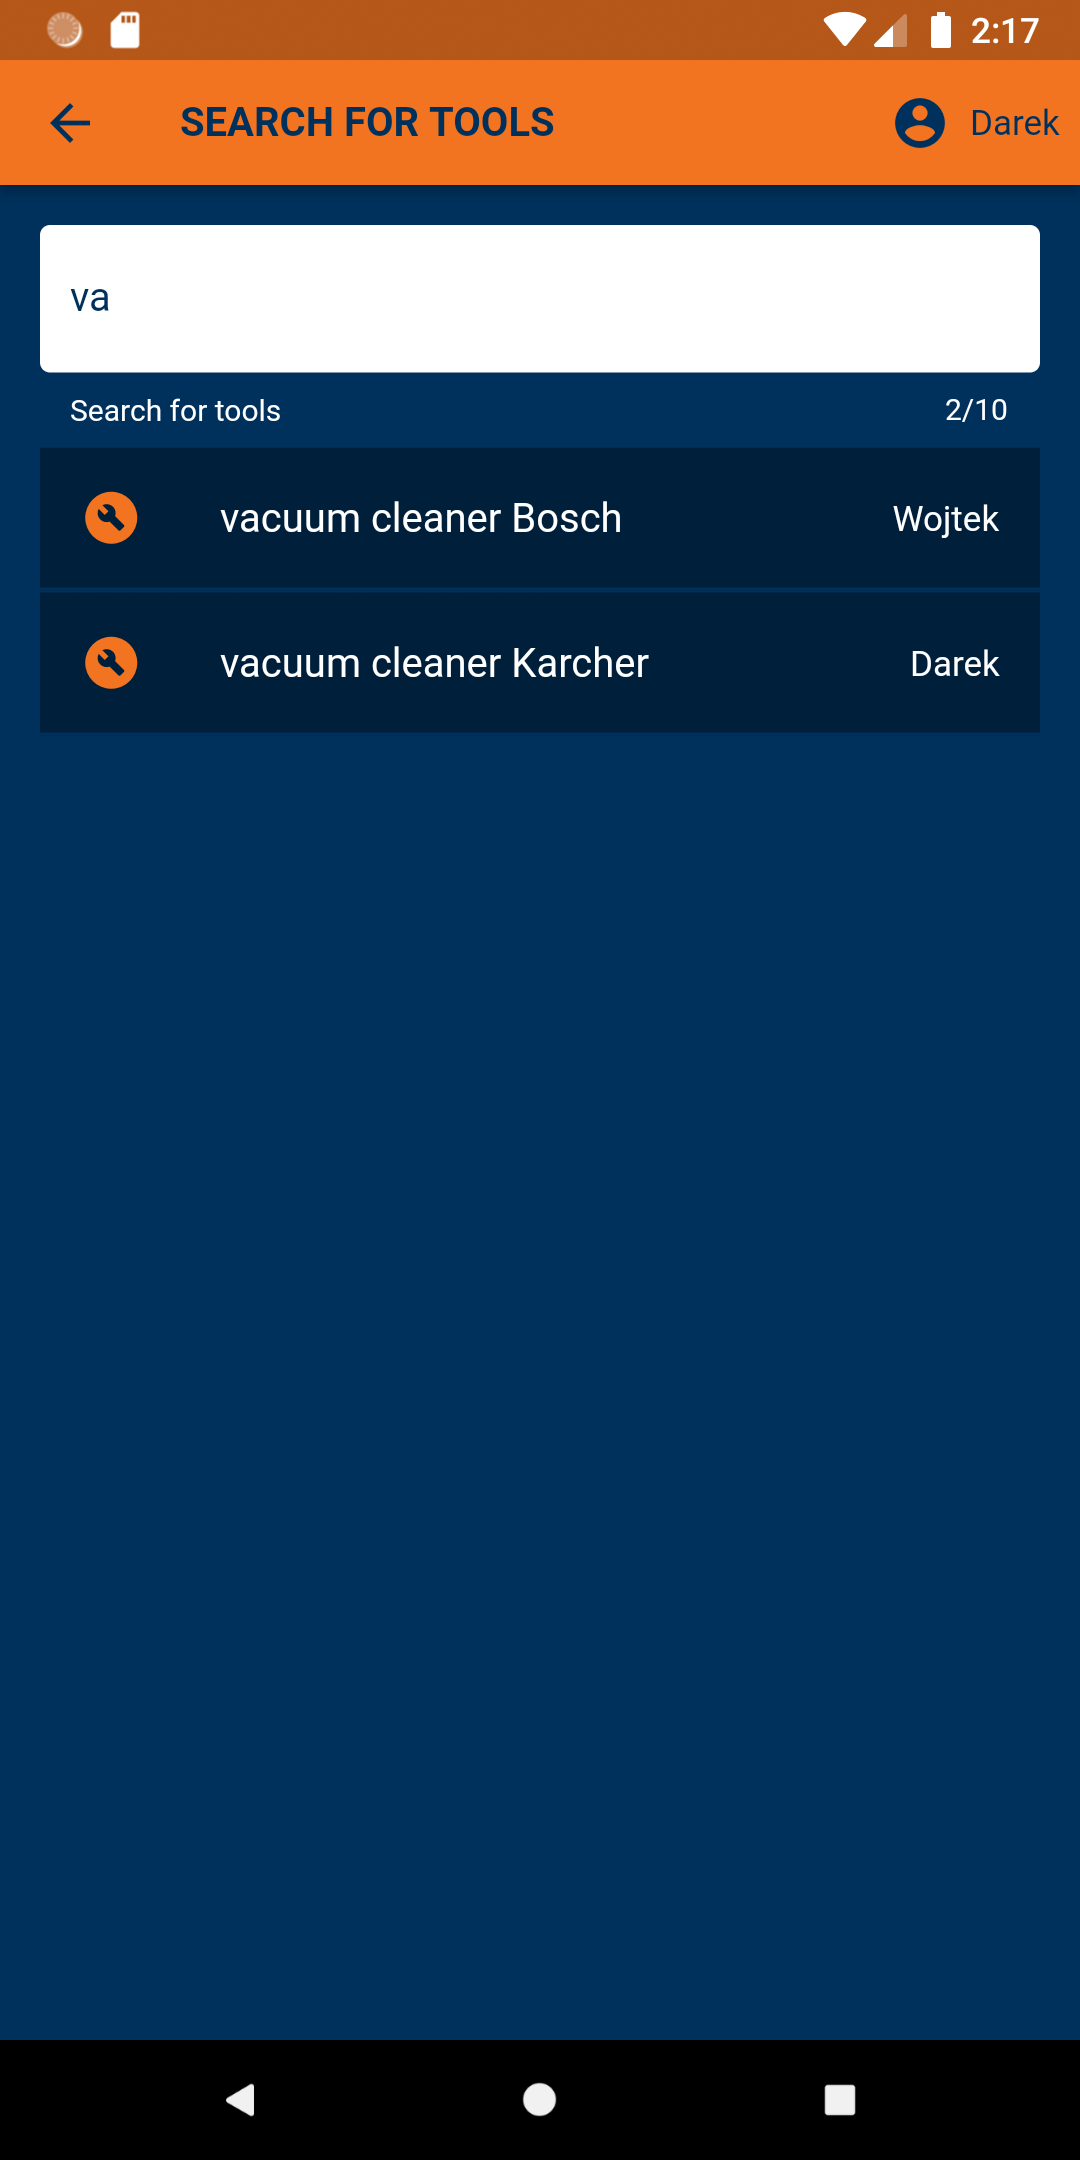 2:17
SEARCH FOR TOOLS
Darek
va
Search for tools
2/10
vacuum cleaner Bosch
Wojtek
vacuum cleaner Karcher
Darek